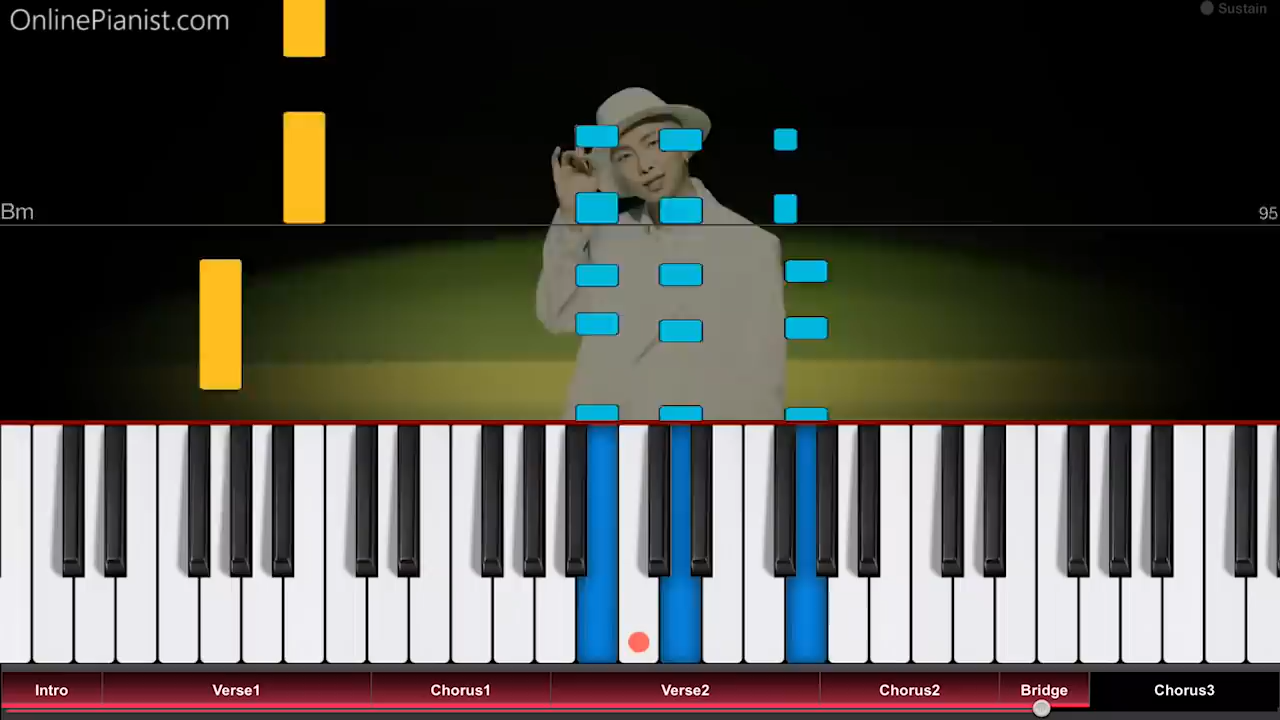 OnlinePianist.com
Sustain
Bm
95
Intro
Verse1
Chorus1
Verse2
Chorus2
Bridge
Chorus3